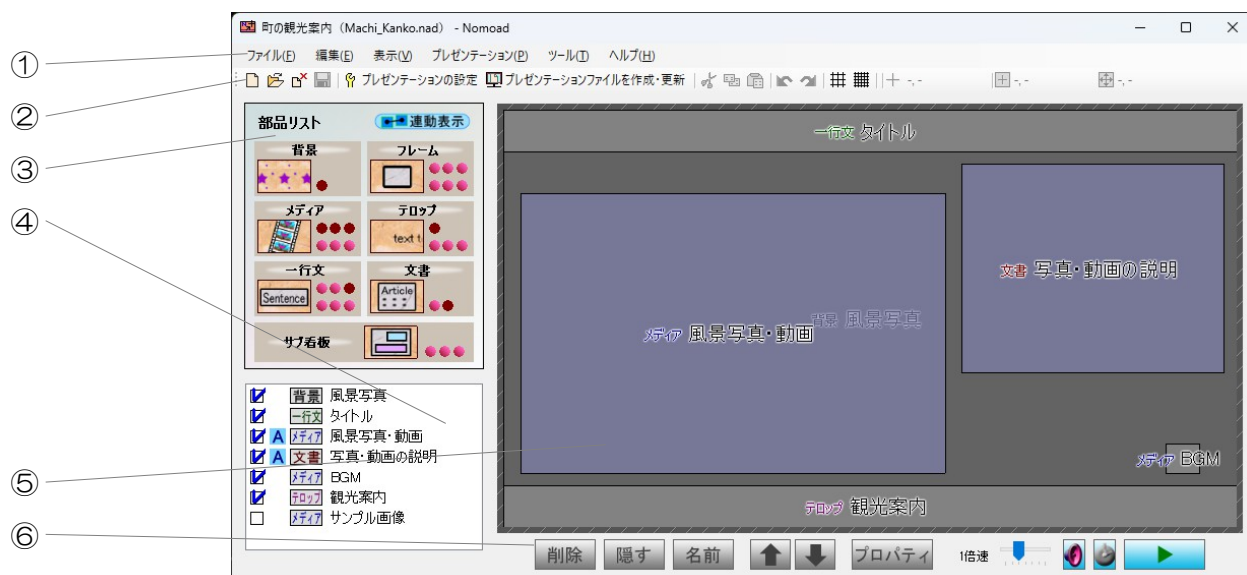 町の観光案内（Machi_Kanko.nad） - Nomoad
① ファイル(F) 編集(E) 表示(V) プレゼンテーション(P) ツール(T) ヘルプ(H)
② プレゼンテーションの設定 プレゼンテーションファイルを作成・更新 -,- -,- -,-
③ 部品リスト 連動表示
背景 フレーム
メディア テロップ
text t
一行文 文書
Sentence Article
サブ看板
④
背景 風景写真
一行文 タイトル
A メディア 風景写真・動画
A 文書 写真・動画の説明
メディア BGM
テロップ 観光案内
メディア サンプル画像
⑤
一行文 タイトル
文書 写真・動画の説明
背景 風景写真
メディア 風景写真・動画
メディア BGM
テロップ 観光案内
⑥ 削除 隠す 名前 プロパティ 1倍速